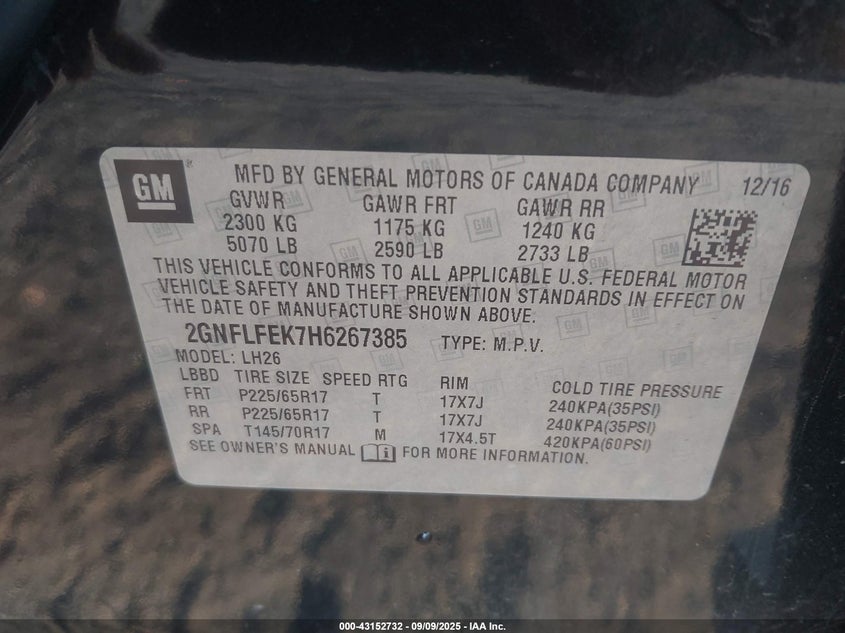 GM
MFD BY GENERAL MOTORS OF CANADA COMPANY 12/16
GVWR GAWR FRT GAWR RR
2300 KG 1175 KG 1240 KG
5070 LB 2590 LB 2733 LB
THIS VEHICLE CONFORMS TO ALL APPLICABLE U.S. FEDERAL MOTOR
VEHICLE SAFETY AND THEFT PREVENTION STANDARDS IN EFFECT ON
THE DATE OF MANUFACTURE SHOWN ABOVE.
2GNFLFEK7H6267385 TYPE: M.P.V.
MODEL: LH26
LBBD TIRE SIZE SPEED RTG RIM COLD TIRE PRESSURE
FRT P225/65R17 T 17X7J 240KPA(35PSI)
RR P225/65R17 T 17X7J 240KPA(35PSI)
SPA T145/70R17 M 17X4.5T 420KPA(60PSI)
SEE OWNER'S MANUAL FOR MORE INFORMATION.
000-43152732 - 09/09/2025 - IAA Inc.